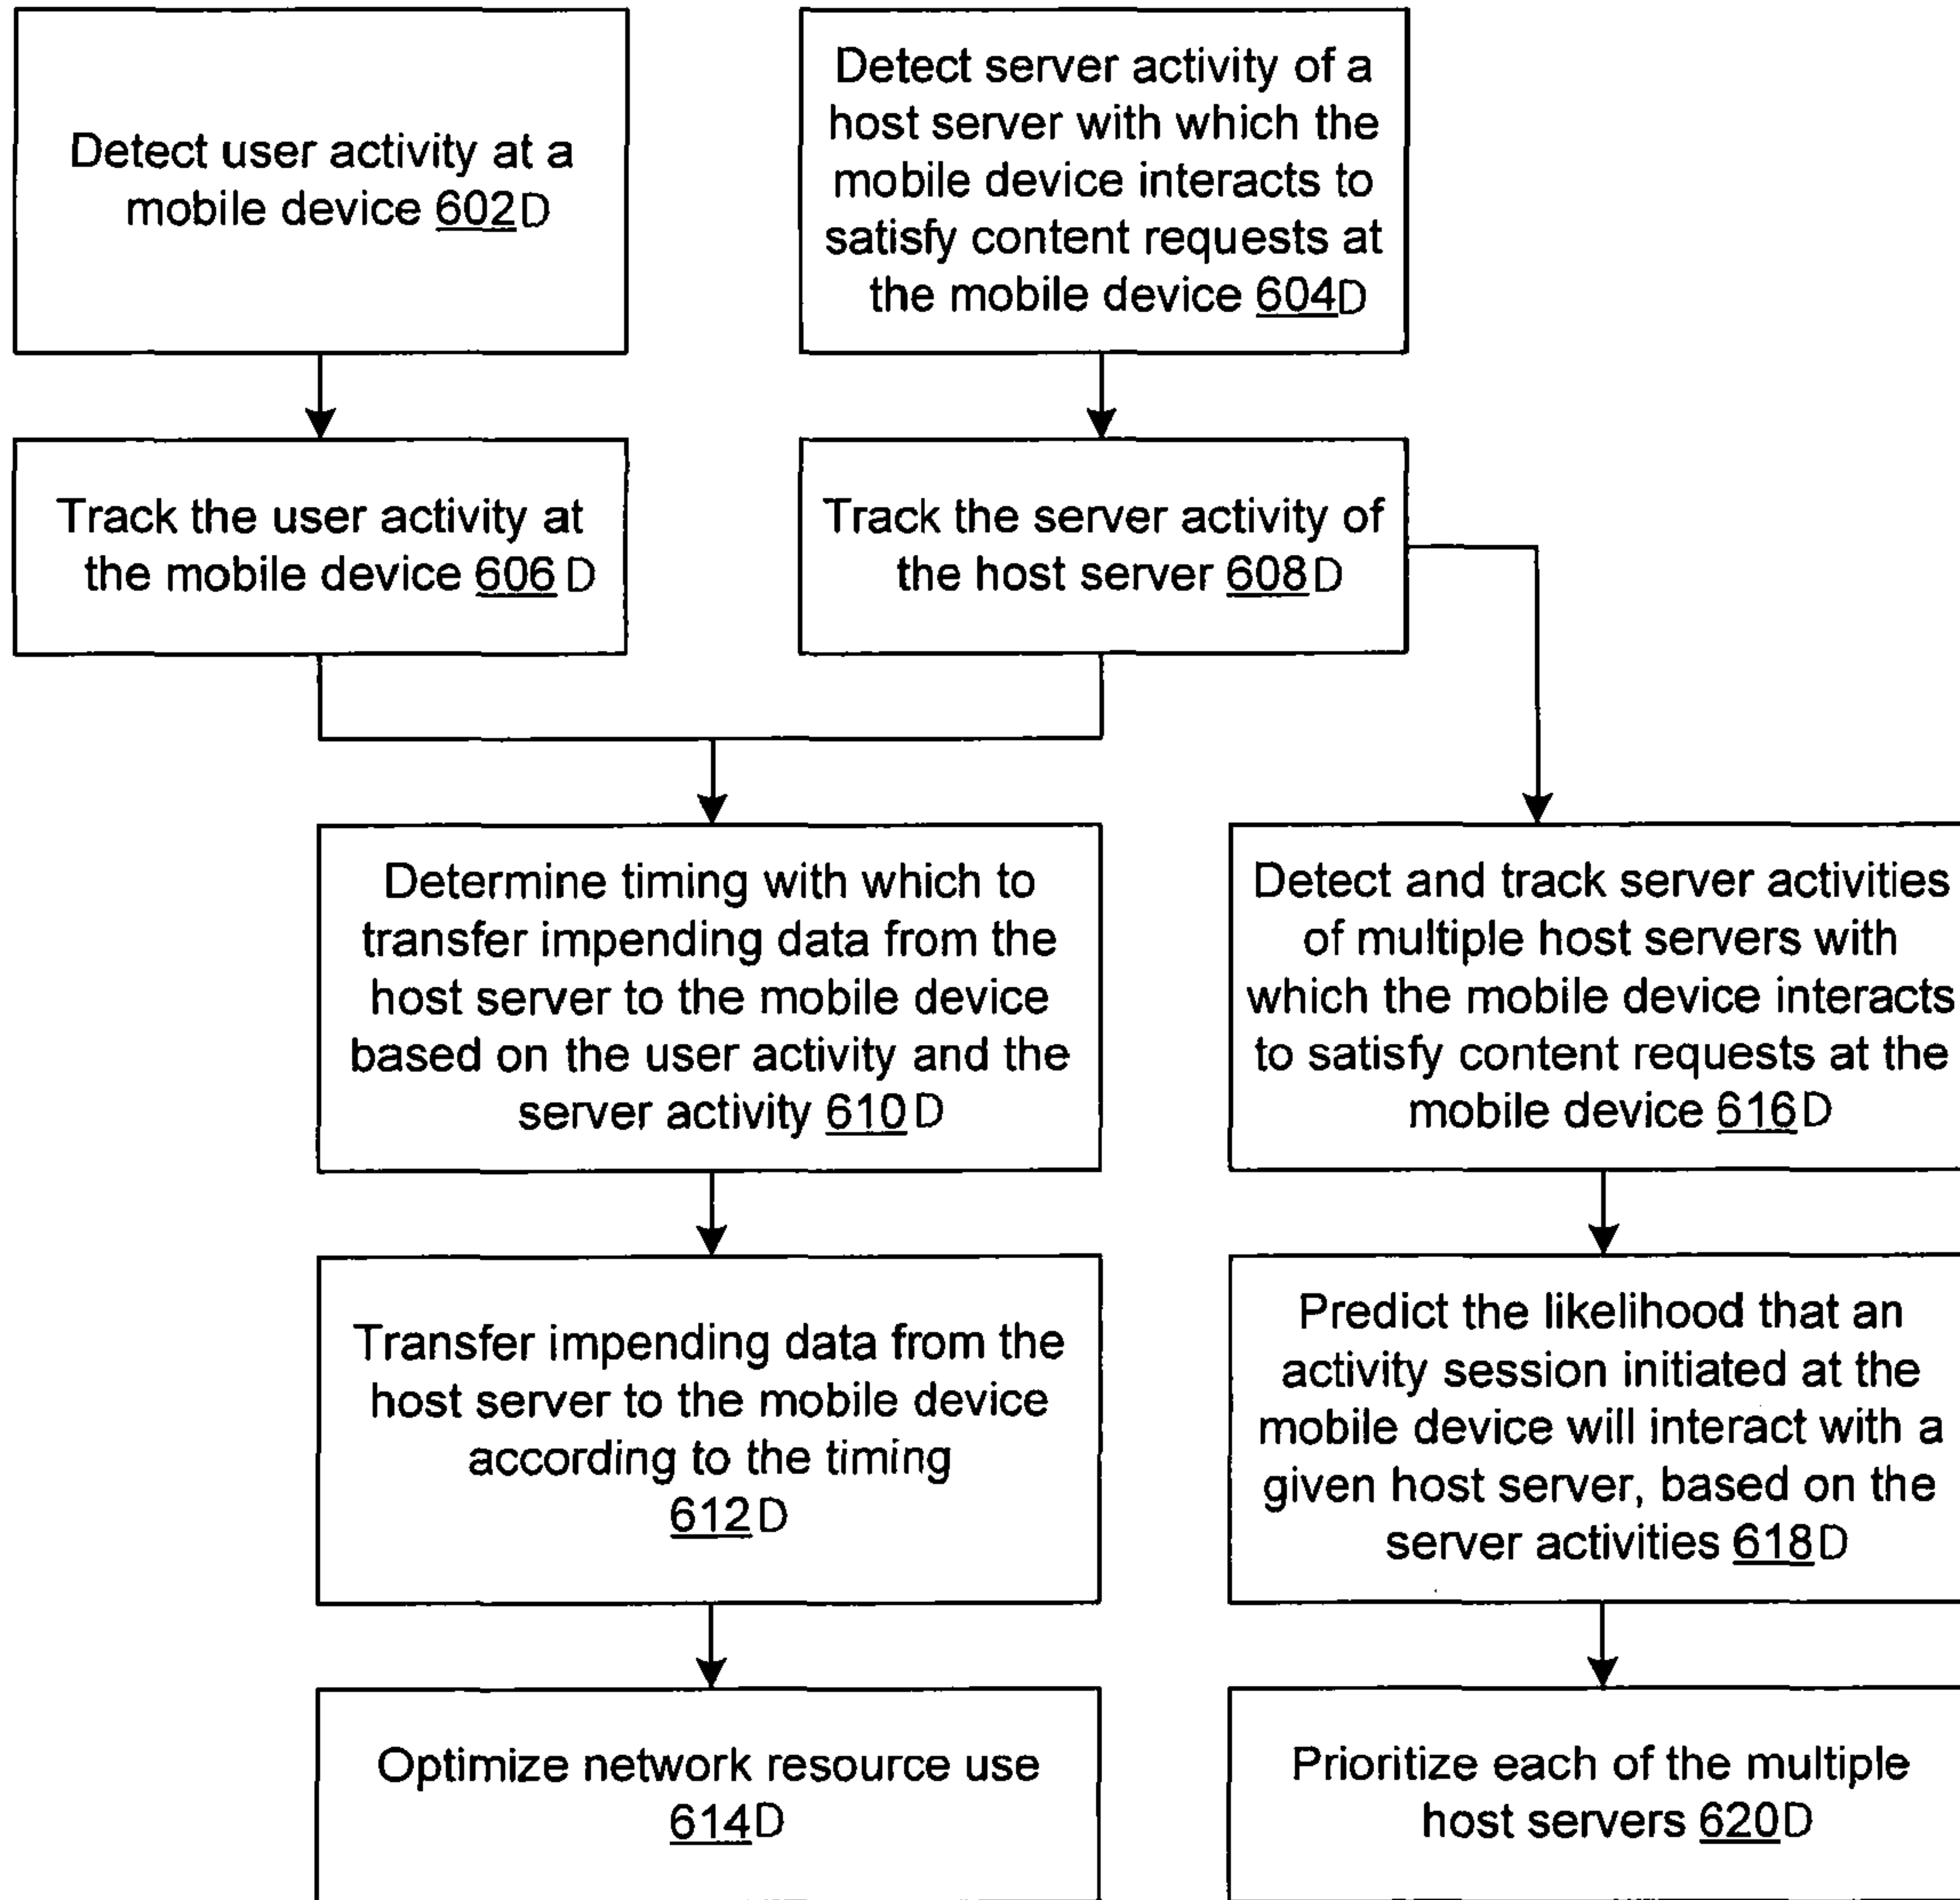 Detect user activity at a
mobile device 602D
Detect server activity of a
host server with which the
mobile device interacts to
satisfy content requests at
the mobile device 604D
Track the user activity at
the mobile device 606 D
Track the server activity of
the host server 608D
Determine timing with which to
transfer impending data from the
host server to the mobile device
based on the user activity and the
server activity 610 D
Detect and track server activities
of multiple host servers with
which the mobile device interacts
to satisfy content requests at the
mobile device 616D
Transfer impending data from the
host server to the mobile device
according to the timing
612D
Predict the likelihood that an
activity session initiated at the
mobile device will interact with a
given host server, based on the
server activities 618D
Optimize network resource use
614D
Prioritize each of the multiple
host servers 620D